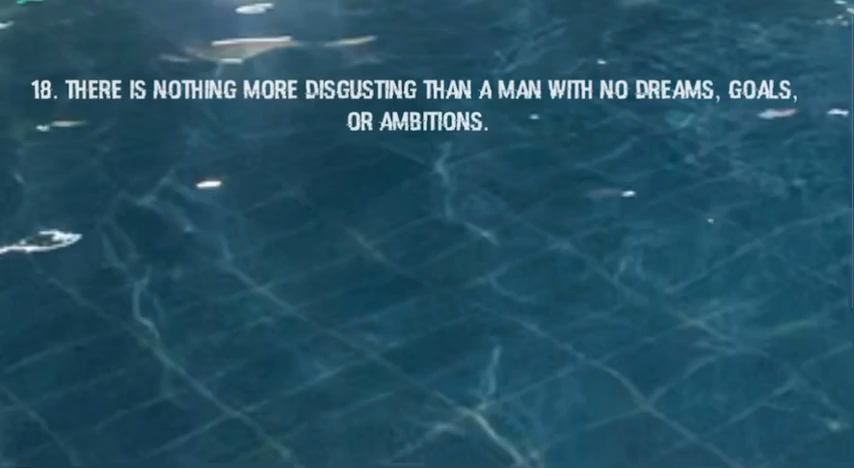 18. THERE IS NOTHING MORE DISGUSTING THAN A MAN WITH NO DREAMS, GOALS,
OR AMBITIONS.